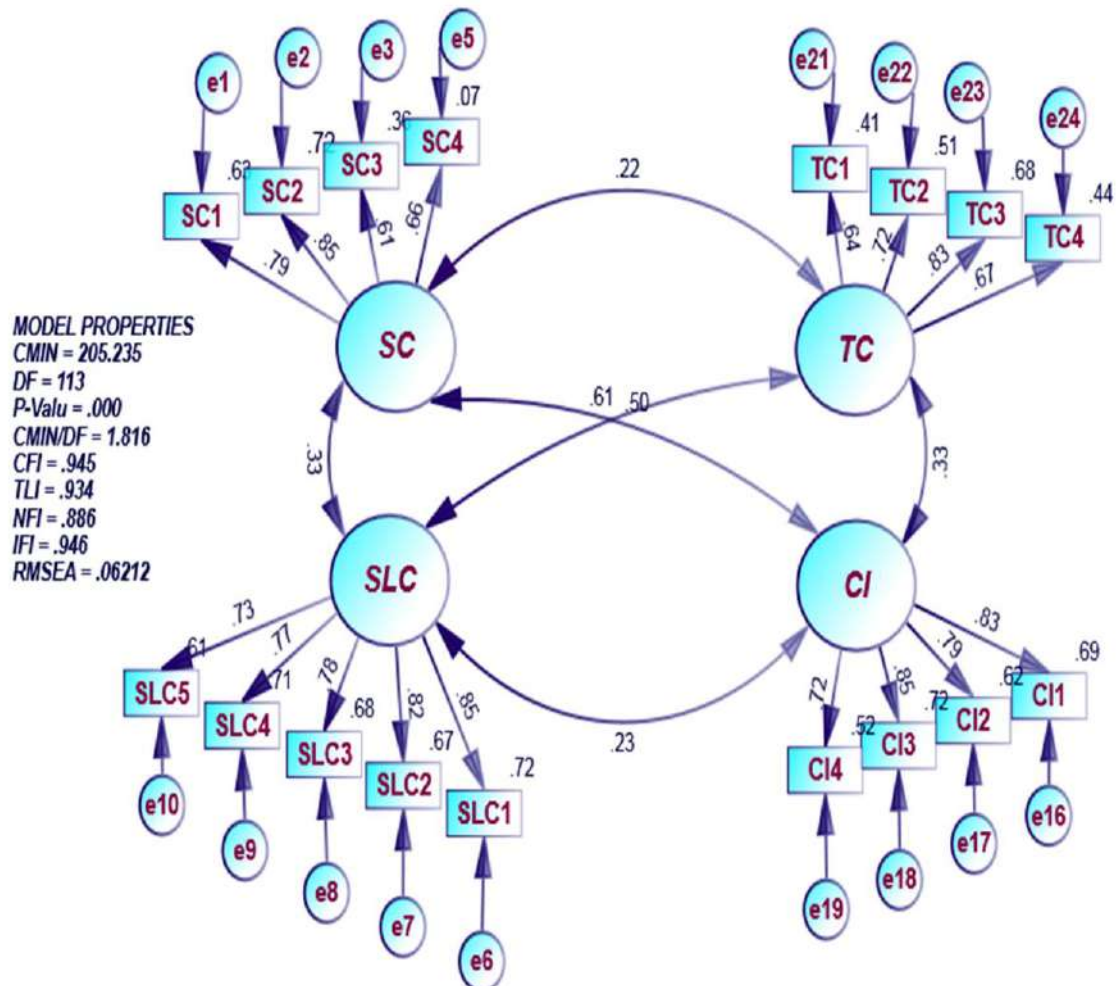 e1
e2
e3
e5
.63
.72
.36
.07
SC1
SC2
SC3
SC4
.79
.85
.61
.99
SC
e21
e22
e23
e24
.41
.51
.68
.44
TC1
TC2
TC3
TC4
.64
.72
.83
.67
TC
.22
.61
.50
.33
.33
.23
MODEL PROPERTIES
CMIN = 205.235
DF = 113
P-Valu = .000
CMIN/DF = 1.816
CFI = .945
TLI = .934
NFI = .886
IFI = .946
RMSEA = .06212
SLC
.73
.77
.78
.82
.85
.61
.71
.68
.67
.72
SLC5
SLC4
SLC3
SLC2
SLC1
e10
e9
e8
e7
e6
CI
.72
.85
.79
.83
.52
.72
.62
.69
CI4
CI3
CI2
CI1
e19
e18
e17
e16